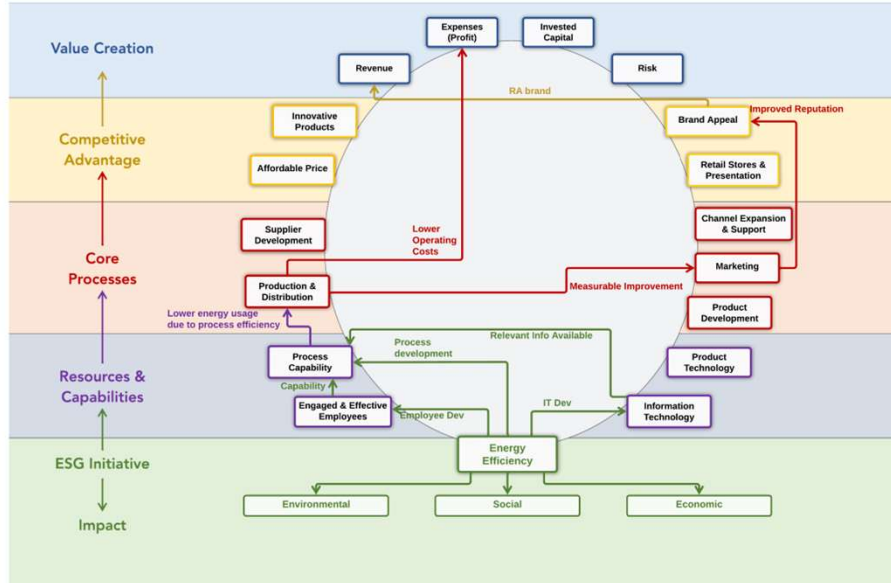 Value Creation
Expenses
(Profit)
Invested
Capital
Revenue
Risk
RA brand
Improved Reputation
Competitive
Advantage
Innovative
Products
Brand Appeal
Affordable Price
Retail Stores &
Presentation
Core
Processes
Supplier
Development
Lower
Operating
Costs
Channel Expansion
& Support
Production &
Distribution
Measurable Improvement
Marketing
Lower energy usage
due to process efficiency
Product
Development
Resources &
Capabilities
Process
Capability
Process
development
Relevant Info Available
Product
Technology
Capability
Engaged & Effective
Employees
Employee Dev
IT Dev
Information
Technology
ESG Initiative
Energy
Efficiency
Impact
Environmental
Social
Economic